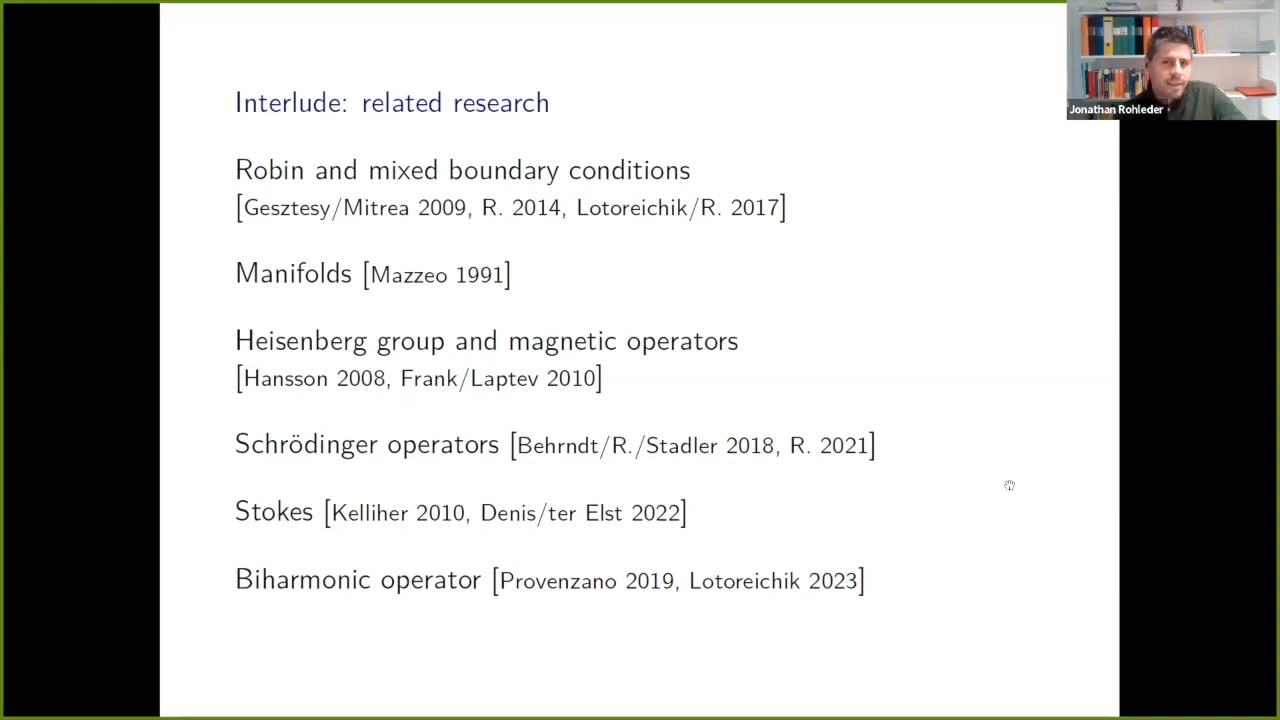 Interlude: related research
Jonathan Rohleder
Robin and mixed boundary conditions
[Gesztesy/Mitrea 2009, R. 2014, Lotoreichik/R. 2017]
Manifolds [Mazzeo 1991]
Heisenberg group and magnetic operators
[Hansson 2008, Frank/Laptev 2010]
Schrödinger operators [Behrndt/R./Stadler 2018, R. 2021]
Stokes [Kelliher 2010, Denis/ter Elst 2022]
Biharmonic operator [Provenzano 2019, Lotoreichik 2023]